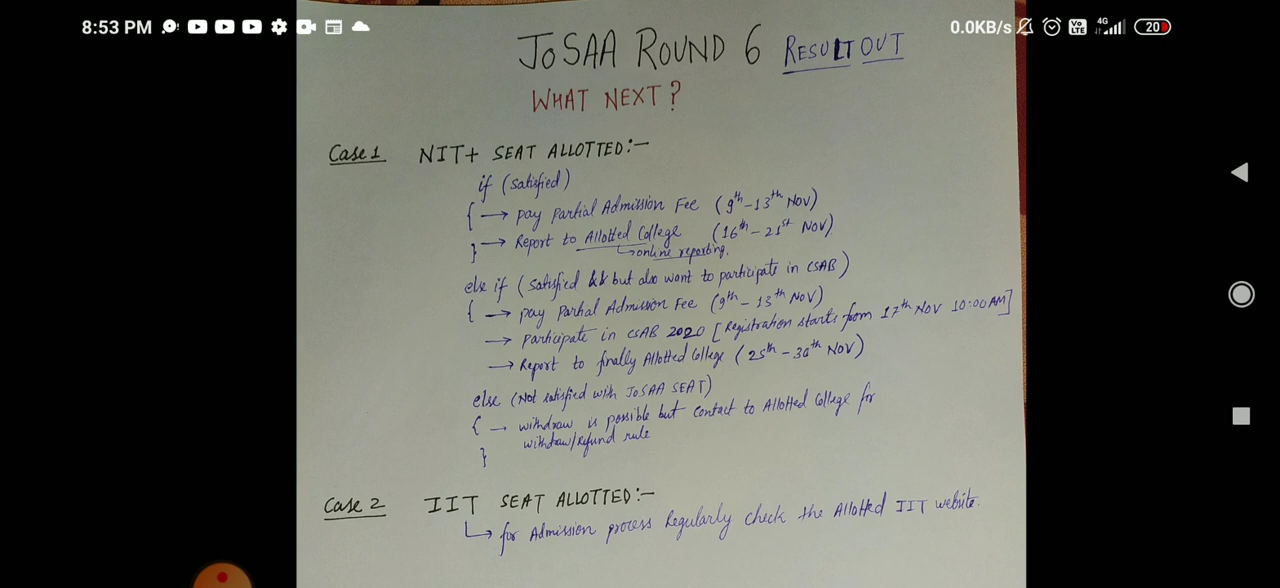 8:53 PM
0.0KB/s
Vo LTE
4G
20
JOSAA ROUND 6 RESULT OUT
WHAT NEXT?
Case 1 NIT+ SEAT ALLOTTED:-
if (satisfied)
{ → pay Partial Admission Fee (9th-13th Nov)
} → Report to Allotted College (16th-21st Nov)
↳online reporting.
else if (satisfied && but also want to participate in CSAB)
{ → pay Partial Admission Fee (9th-13th Nov)
→ Participate in CSAB 2020 [Registration starts from 17th Nov 10:00AM]
→ Report to finally Allotted College (25th-30th Nov)
else (Not satisfied with JOSAA SEAT)
{ → withdraw is possible but contact to Allotted College for
withdraw/Refund rule
}
Case 2 IIT SEAT ALLOTTED:-
↳ for Admission process Regularly check the Allotted IIT website.